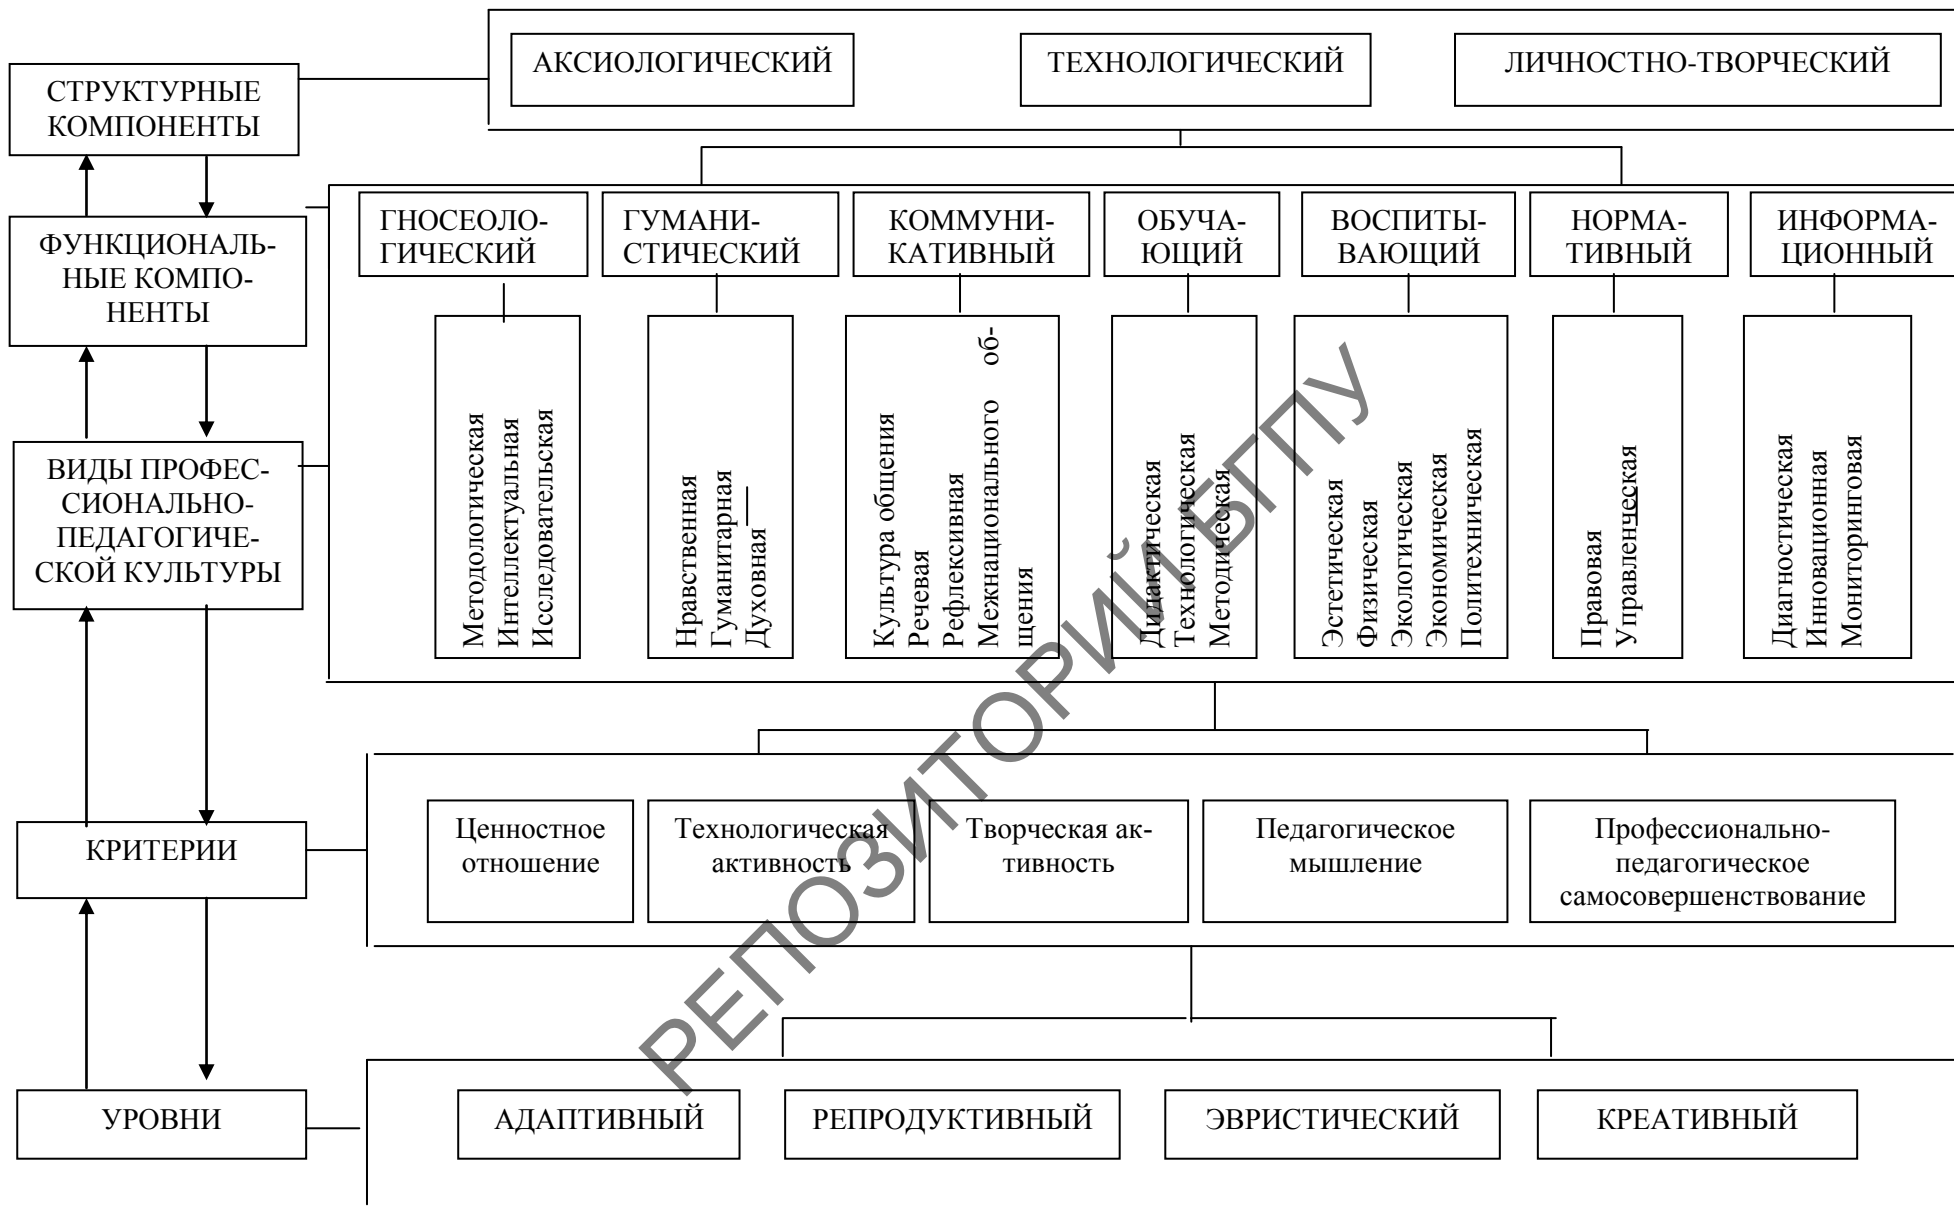 АКСИОЛОГИЧЕСКИЙ
ТЕХНОЛОГИЧЕСКИЙ
ЛИЧНОСТНО-ТВОРЧЕСКИЙ
СТРУКТУРНЫЕ
КОМПОНЕНТЫ
ФУНКЦИОНАЛЬ-
НЫЕ КОМПО-
НЕНТЫ
ГНОСЕОЛО-
ГИЧЕСКИЙ
ГУМАНИ-
СТИЧЕСКИЙ
КОММУНИ-
КАТИВНЫЙ
ОБУЧА-
ЮЩИЙ
ВОСПИТЫ-
ВАЮЩИЙ
НОРМА-
ТИВНЫЙ
ИНФОРМА-
ЦИОННЫЙ
ВИДЫ ПРОФЕС-
СИОНАЛЬНО-
ПЕДАГОГИЧЕ-
СКОЙ КУЛЬТУРЫ
Методологическая
Интеллектуальная
Исследовательская
Нравственная
Гуманитарная
Духовная
Культура общения
Речевая
Рефлексивная
Межнационального об-
щения
Дидактическая
Технологическая
Методическая
Эстетическая
Физическая
Экологическая
Экономическая
Политехническая
Правовая
Управленческая
Диагностическая
Инновационная
Мониторинговая
КРИТЕРИИ
Ценностное
отношение
Технологическая
активность
Творческая ак-
тивность
Педагогическое
мышление
Профессионально-
педагогическое
самосовершенствование
УРОВНИ
АДАПТИВНЫЙ
РЕПРОДУКТИВНЫЙ
ЭВРИСТИЧЕСКИЙ
КРЕАТИВНЫЙ
РЕПОЗИТОРИЙ БГПУ